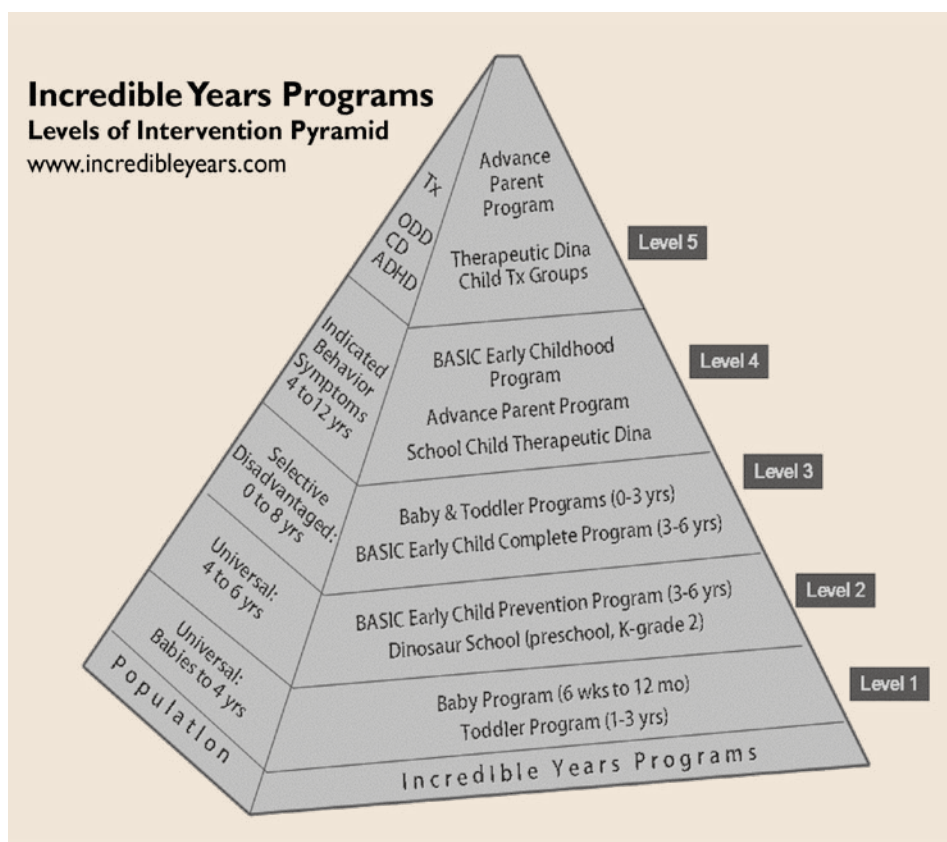 Incredible Years Programs
Levels of Intervention Pyramid
www.incredibleyears.com
Tx
ODD
CD
ADHD
Advance
Parent
Program
Therapeutic Dina
Child Tx Groups
Level 5
Indicated
Behavior
Symptoms
4 to12 yrs
BASIC Early Childhood
Program
Advance Parent Program
School Child Therapeutic Dina
Level 4
Selective
Disadvantaged:
0 to 8 yrs
Baby & Toddler Programs (0-3 yrs)
BASIC Early Child Complete Program (3-6 yrs)
Level 3
Universal:
4 to 6 yrs
BASIC Early Child Prevention Program (3-6 yrs)
Dinosaur School (preschool, K-grade 2)
Level 2
Universal:
Babies to 4 yrs
Baby Program (6 wks to 12 mo)
Toddler Program (1-3 yrs)
Level 1
Population
Incredible Years Programs